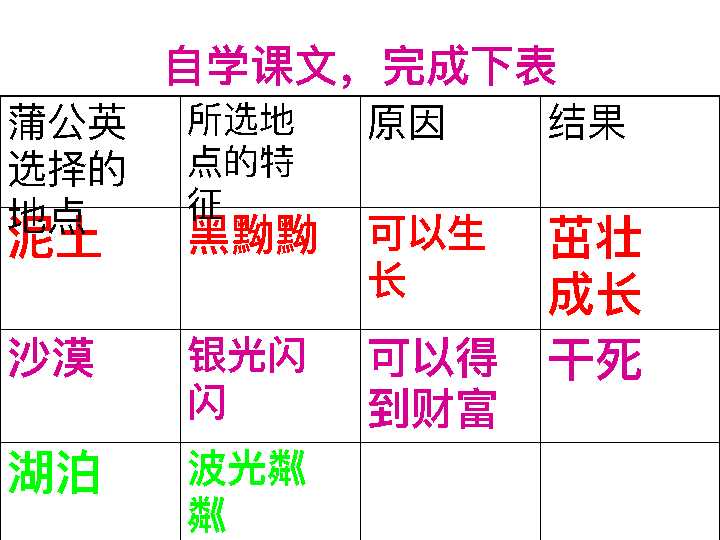 自学课文，完成下表
蒲公英
选择的
地点
所选地
点的特
征
原因
结果
泥土
黑黝黝
可以生
长
茁壮
成长
沙漠
银光闪
闪
可以得
到财富
干死
湖泊
波光粼
粼